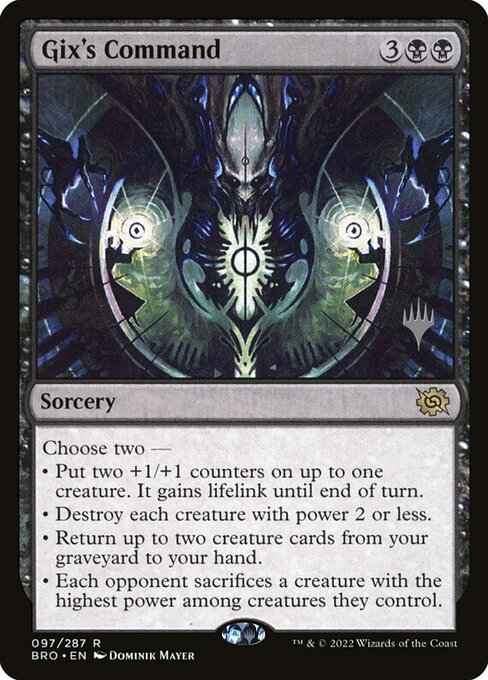 Gix's Command 3
Sorcery
Choose two —
• Put two +1/+1 counters on up to one
creature. It gains lifelink until end of turn.
• Destroy each creature with power 2 or less.
• Return up to two creature cards from your
graveyard to your hand.
• Each opponent sacrifices a creature with the
highest power among creatures they control.
097/287 R
BRO • EN Dominik Mayer
™ & © 2022 Wizards of the Coast